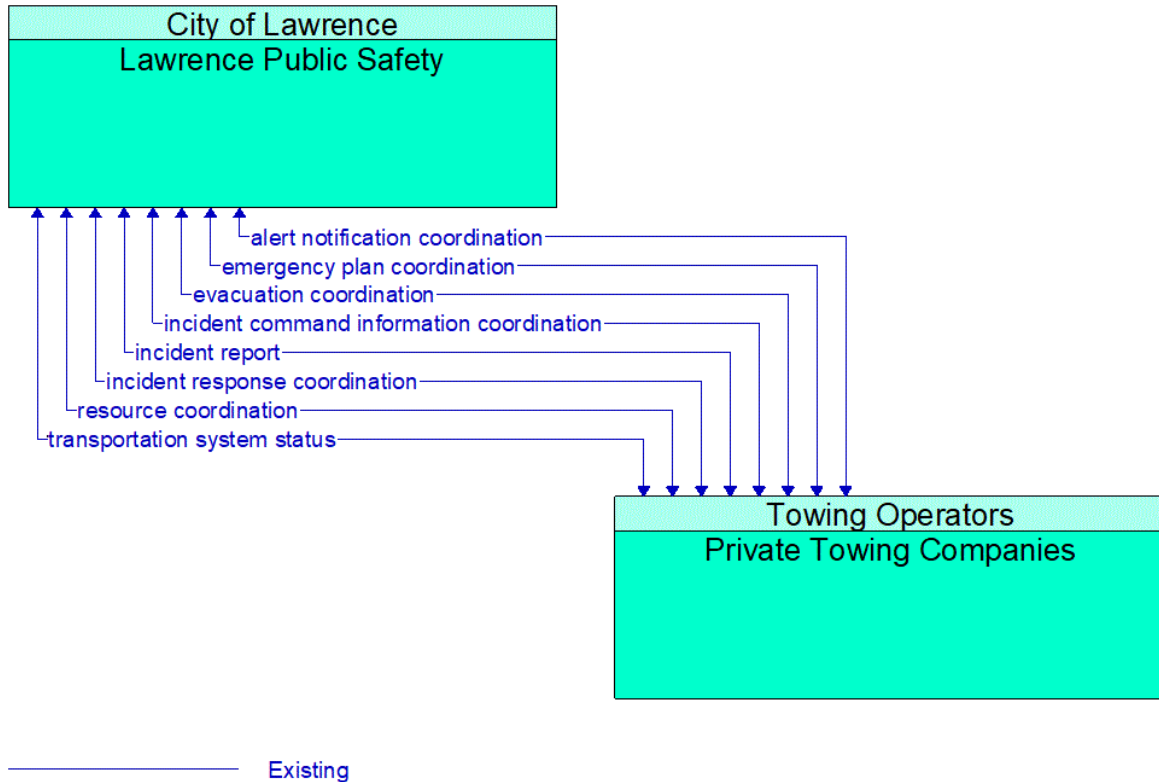 City of Lawrence
Lawrence Public Safety
alert notification coordination
emergency plan coordination
evacuation coordination
incident command information coordination
incident report
incident response coordination
resource coordination
transportation system status
Towing Operators
Private Towing Companies
Existing